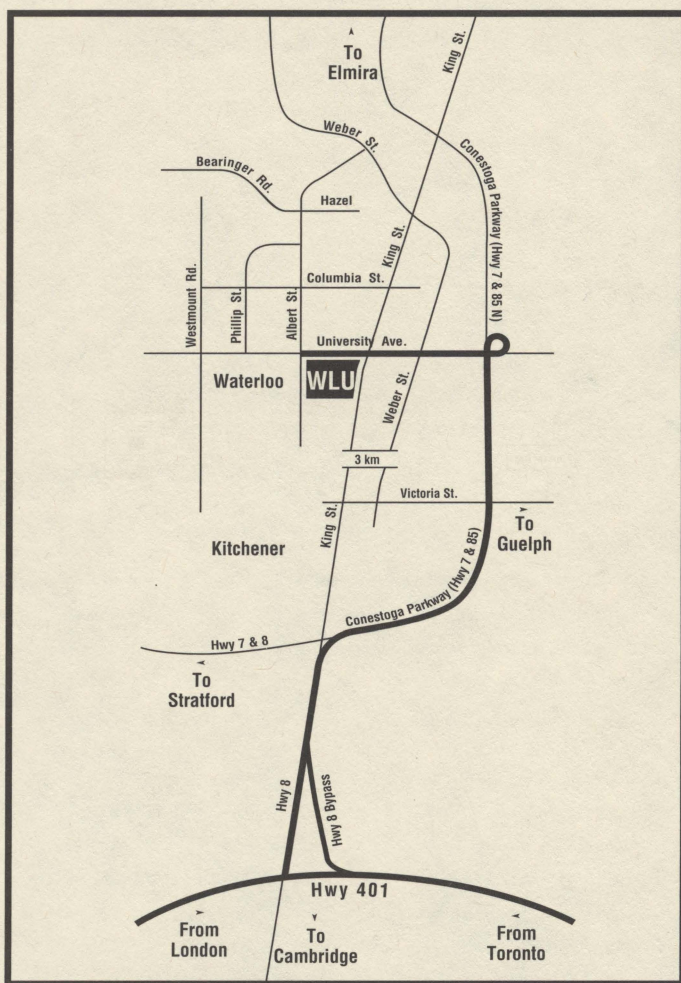 To
Elmira
King St.
Weber St.
Conestoga Parkway (Hwy 7 & 85 N)
Bearinger Rd.
Hazel
King St.
Westmount Rd.
Phillip St.
Albert St.
Columbia St.
University Ave.
Waterloo
WLU
Weber St.
3 km
Victoria St.
King St.
To
Guelph
Kitchener
Conestoga Parkway (Hwy 7 & 85)
Hwy 7 & 8
To
Stratford
Hwy 8
Hwy 8 Bypass
Hwy 401
From
London
To
Cambridge
From
Toronto